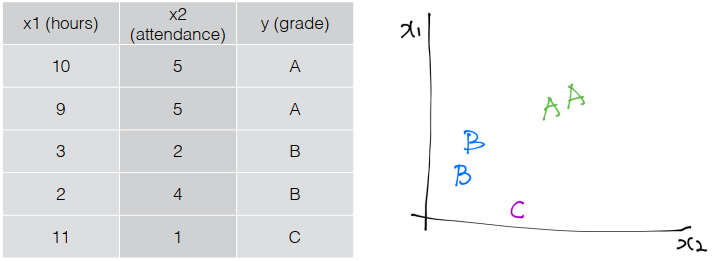 x1 (hours) x2 (attendance) y (grade)
10 5 A
9 5 A
3 2 B
2 4 B
11 1 C
x1
A A
B
B
C
x2